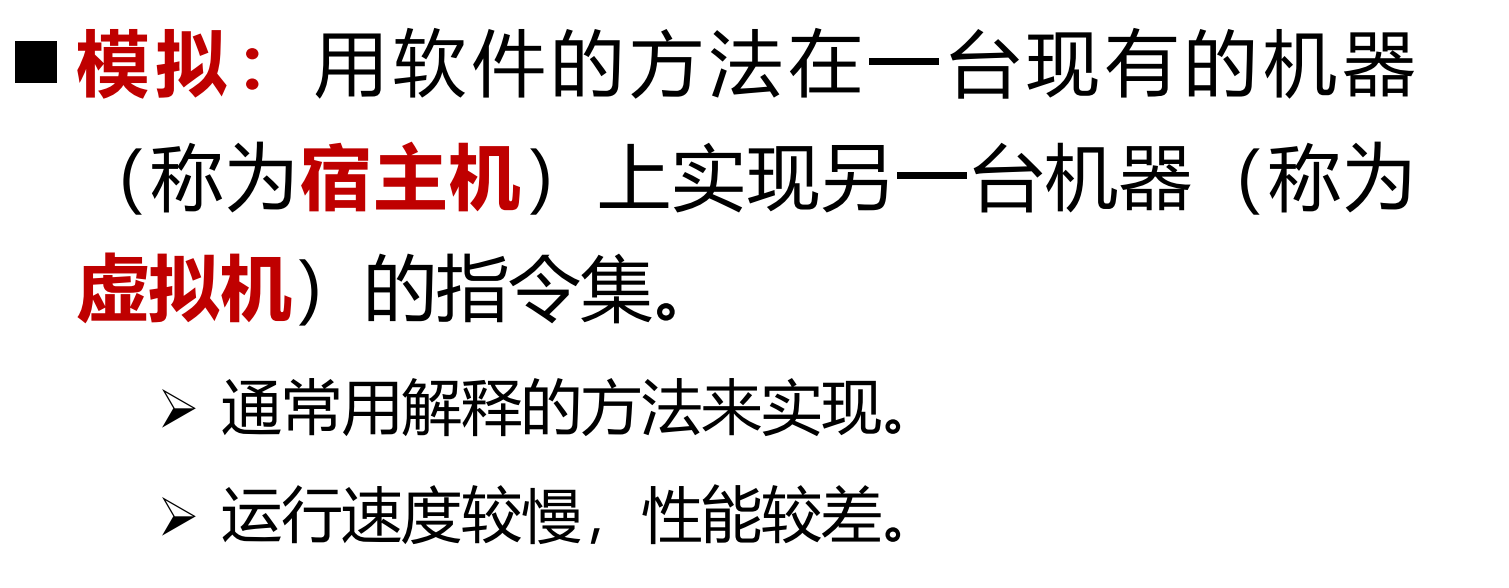 ■ 模拟：用软件的方法在一台现有的机器
（称为宿主机）上实现另一台机器（称为
虚拟机）的指令集。
➢ 通常用解释的方法来实现。
➢ 运行速度较慢，性能较差。